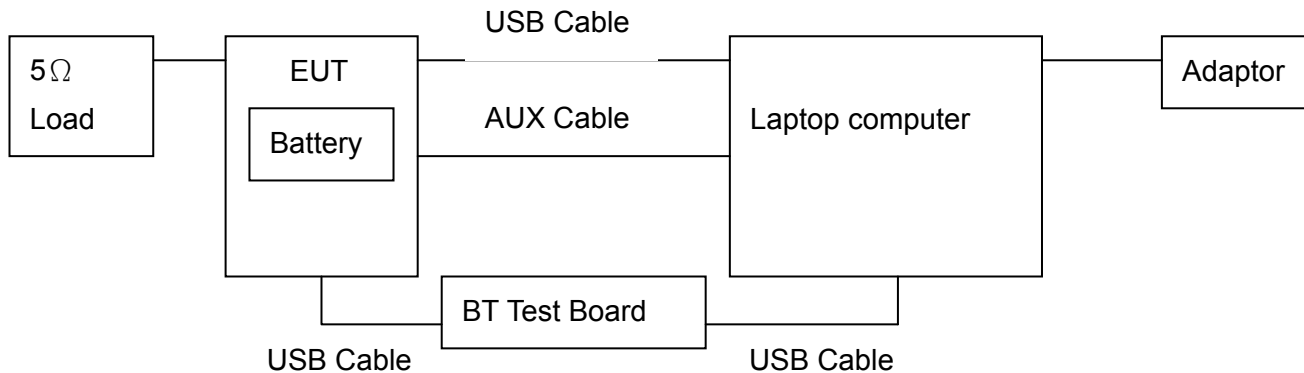 USB Cable
5Ω
Load
EUT
Battery
AUX Cable
Laptop computer
Adaptor
BT Test Board
USB Cable
USB Cable